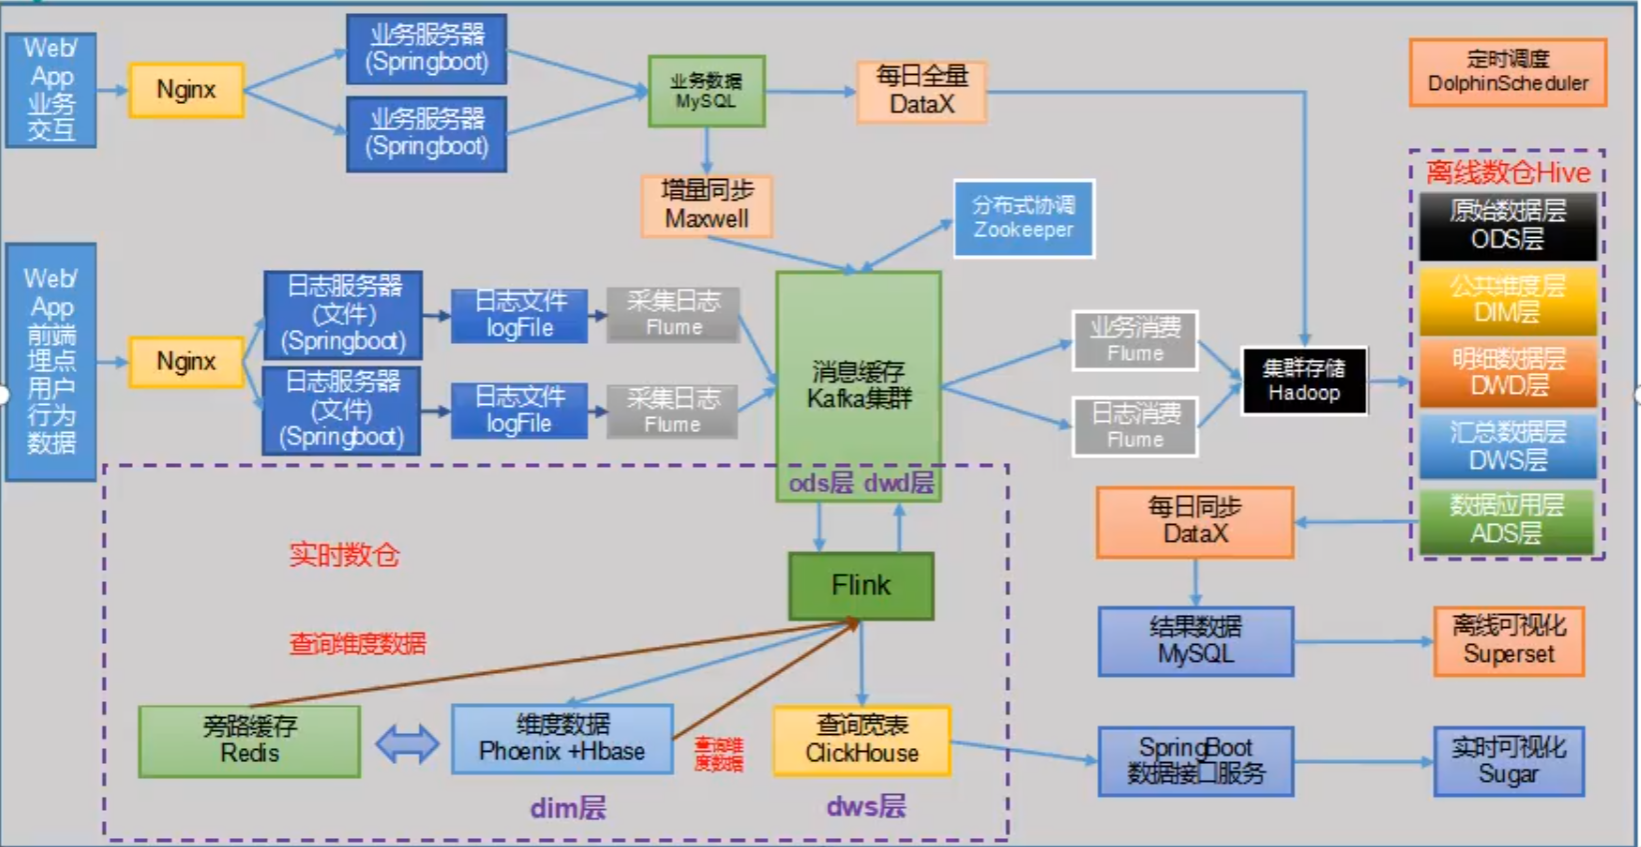 Web/
App
业务
交互
Nginx
业务服务器
(Springboot)
业务服务器
(Springboot)
业务数据
MySQL
每日全量
DataX
定时调度
DolphinScheduler
增量同步
Maxwell
分布式协调
Zookeeper
Web/
App
前端
埋点
用户
行为
数据
Nginx
日志服务器
(文件)
(Springboot)
日志文件
logFile
采集日志
Flume
日志服务器
(文件)
(Springboot)
日志文件
logFile
采集日志
Flume
消息缓存
Kafka集群
ods层 dwd层
业务消费
Flume
日志消费
Flume
集群存储
Hadoop
离线数仓Hive
原始数据层
ODS层
公共维度层
DIM层
明细数据层
DWD层
汇总数据层
DWS层
数据应用层
ADS层
每日同步
DataX
结果数据
MySQL
离线可视化
Superset
实时数仓
Flink
查询维度数据
旁路缓存
Redis
维度数据
Phoenix +Hbase
查询维
度数据
查询宽表
ClickHouse
dim层
dws层
SpringBoot
数据接口服务
实时可视化
Sugar